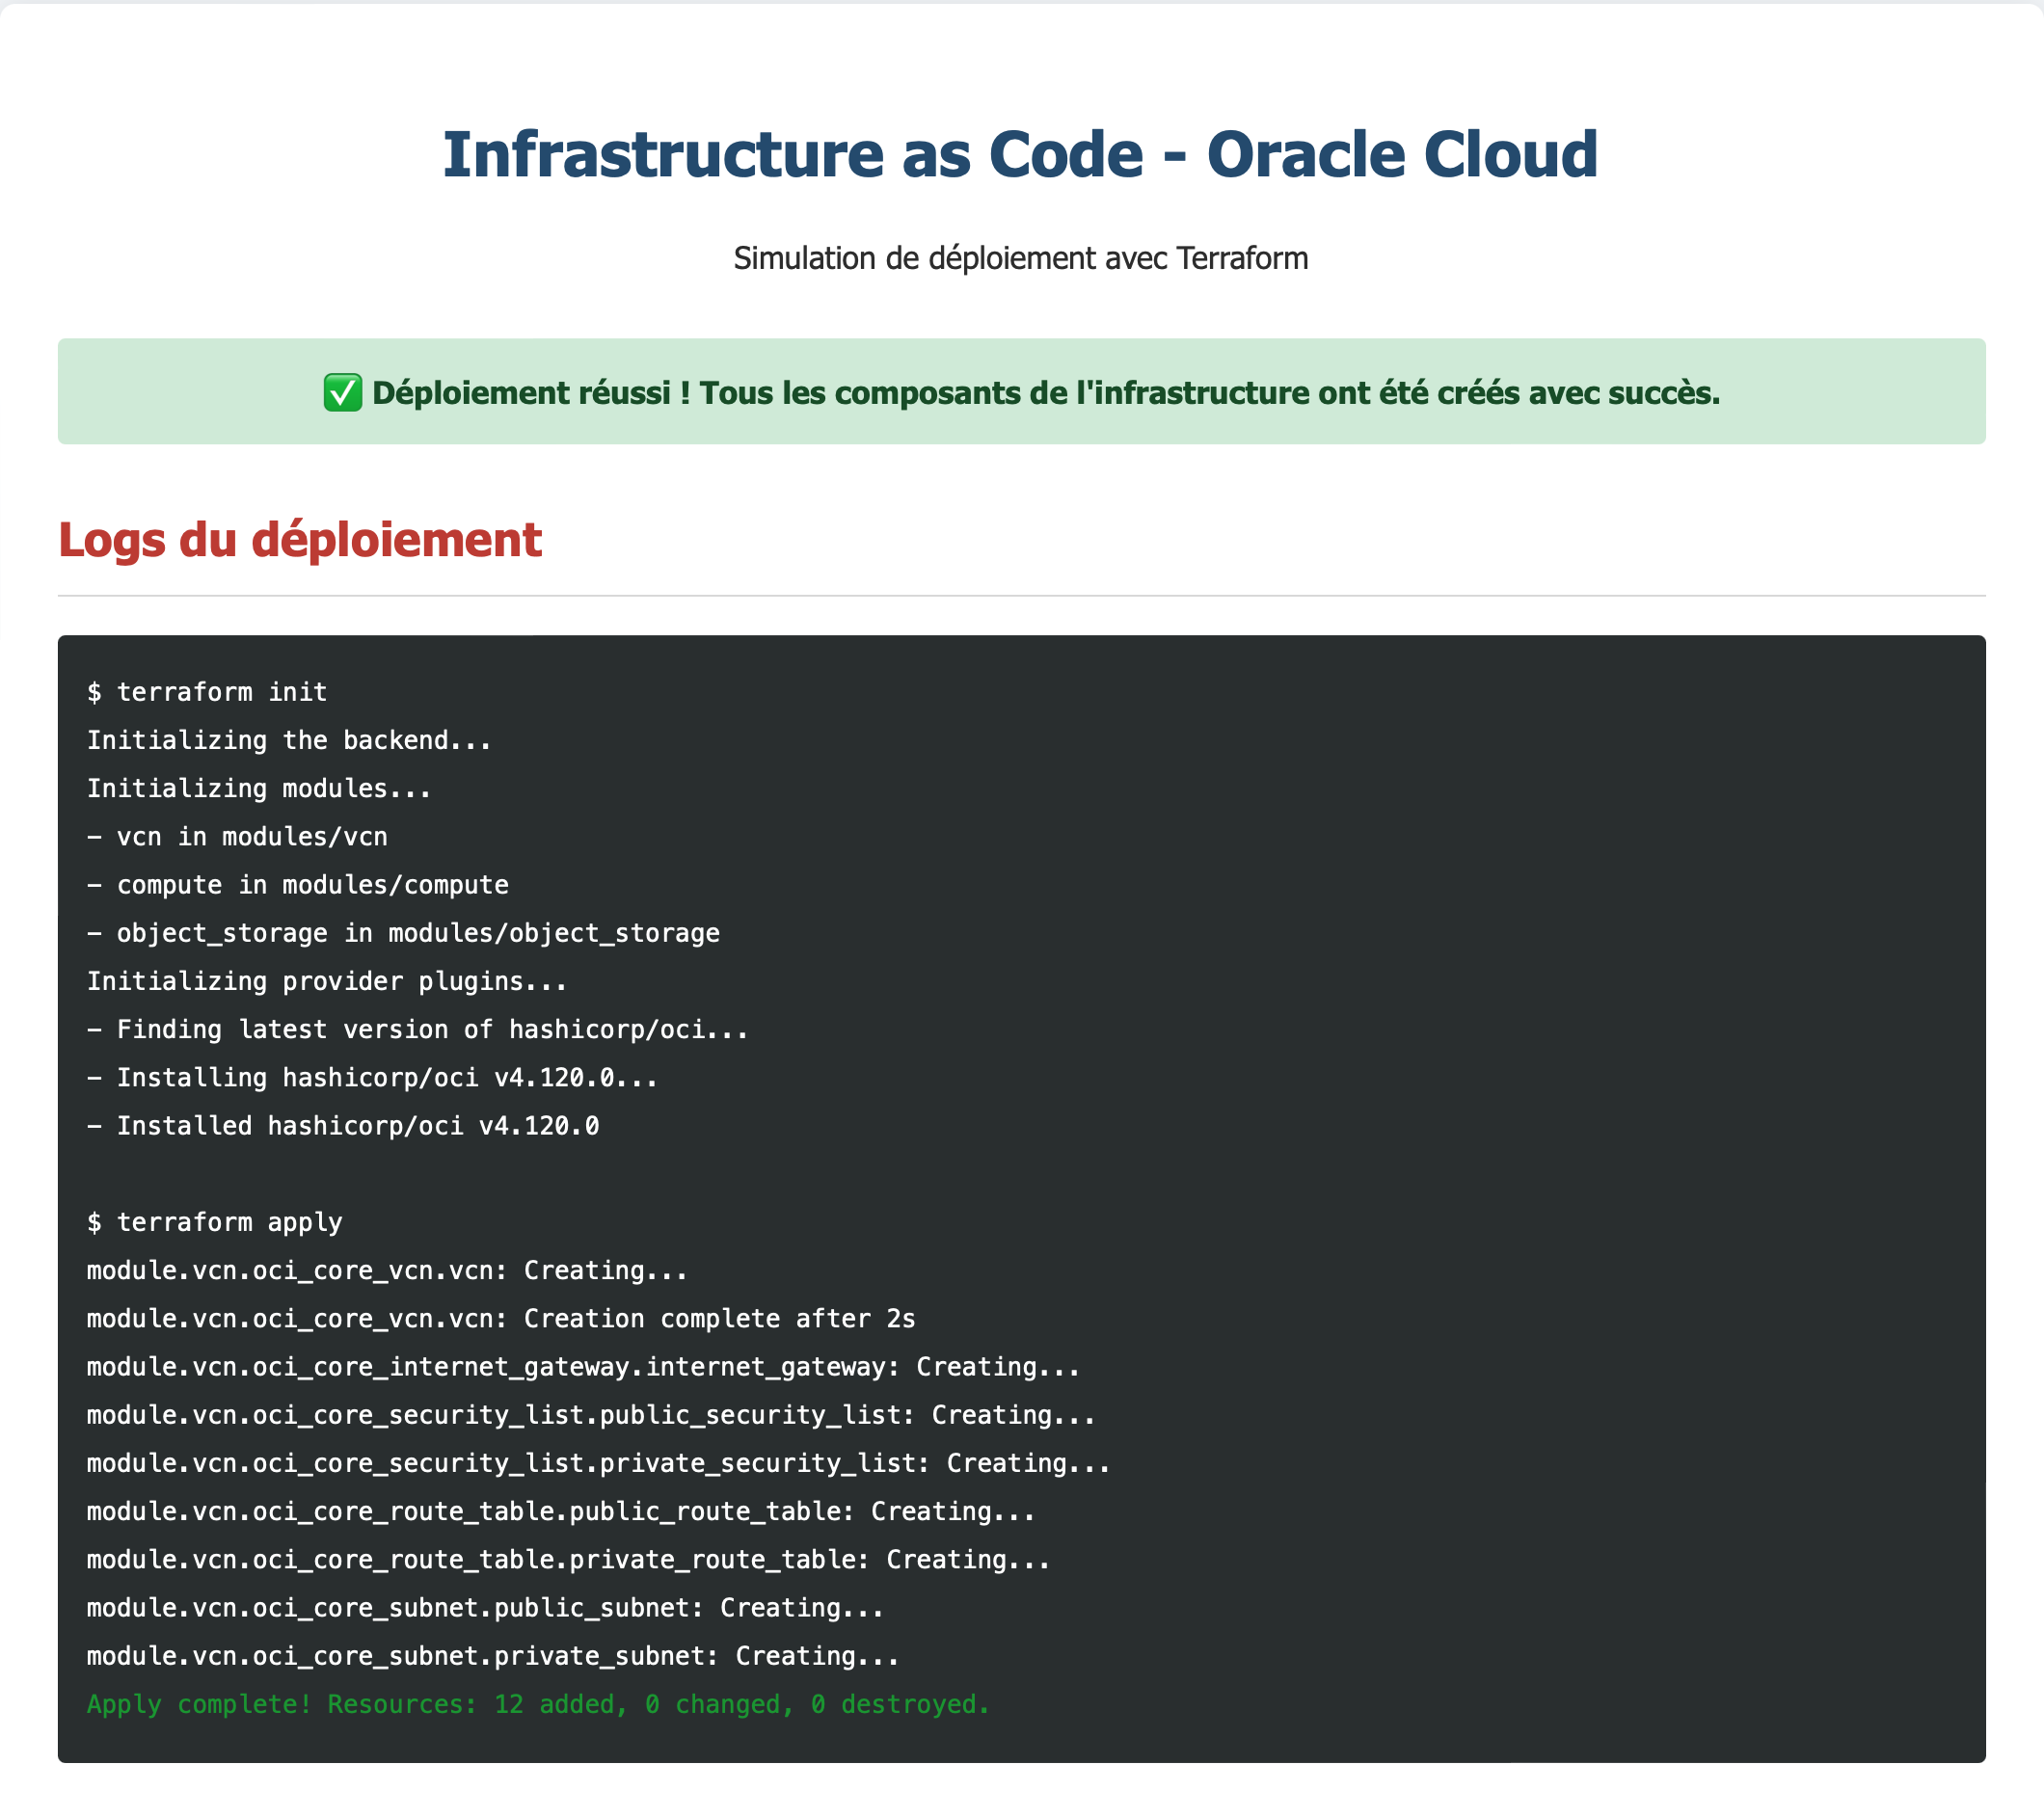 Infrastructure as Code - Oracle Cloud
Simulation de déploiement avec Terraform
✅ Déploiement réussi ! Tous les composants de l'infrastructure ont été créés avec succès.
Logs du déploiement
$ terraform init
Initializing the backend...
Initializing modules...
- vcn in modules/vcn
- compute in modules/compute
- object_storage in modules/object_storage
Initializing provider plugins...
- Finding latest version of hashicorp/oci...
- Installing hashicorp/oci v4.120.0...
- Installed hashicorp/oci v4.120.0
$ terraform apply
module.vcn.oci_core_vcn.vcn: Creating...
module.vcn.oci_core_vcn.vcn: Creation complete after 2s
module.vcn.oci_core_internet_gateway.internet_gateway: Creating...
module.vcn.oci_core_security_list.public_security_list: Creating...
module.vcn.oci_core_security_list.private_security_list: Creating...
module.vcn.oci_core_route_table.public_route_table: Creating...
module.vcn.oci_core_route_table.private_route_table: Creating...
module.vcn.oci_core_subnet.public_subnet: Creating...
module.vcn.oci_core_subnet.private_subnet: Creating...
Apply complete! Resources: 12 added, 0 changed, 0 destroyed.